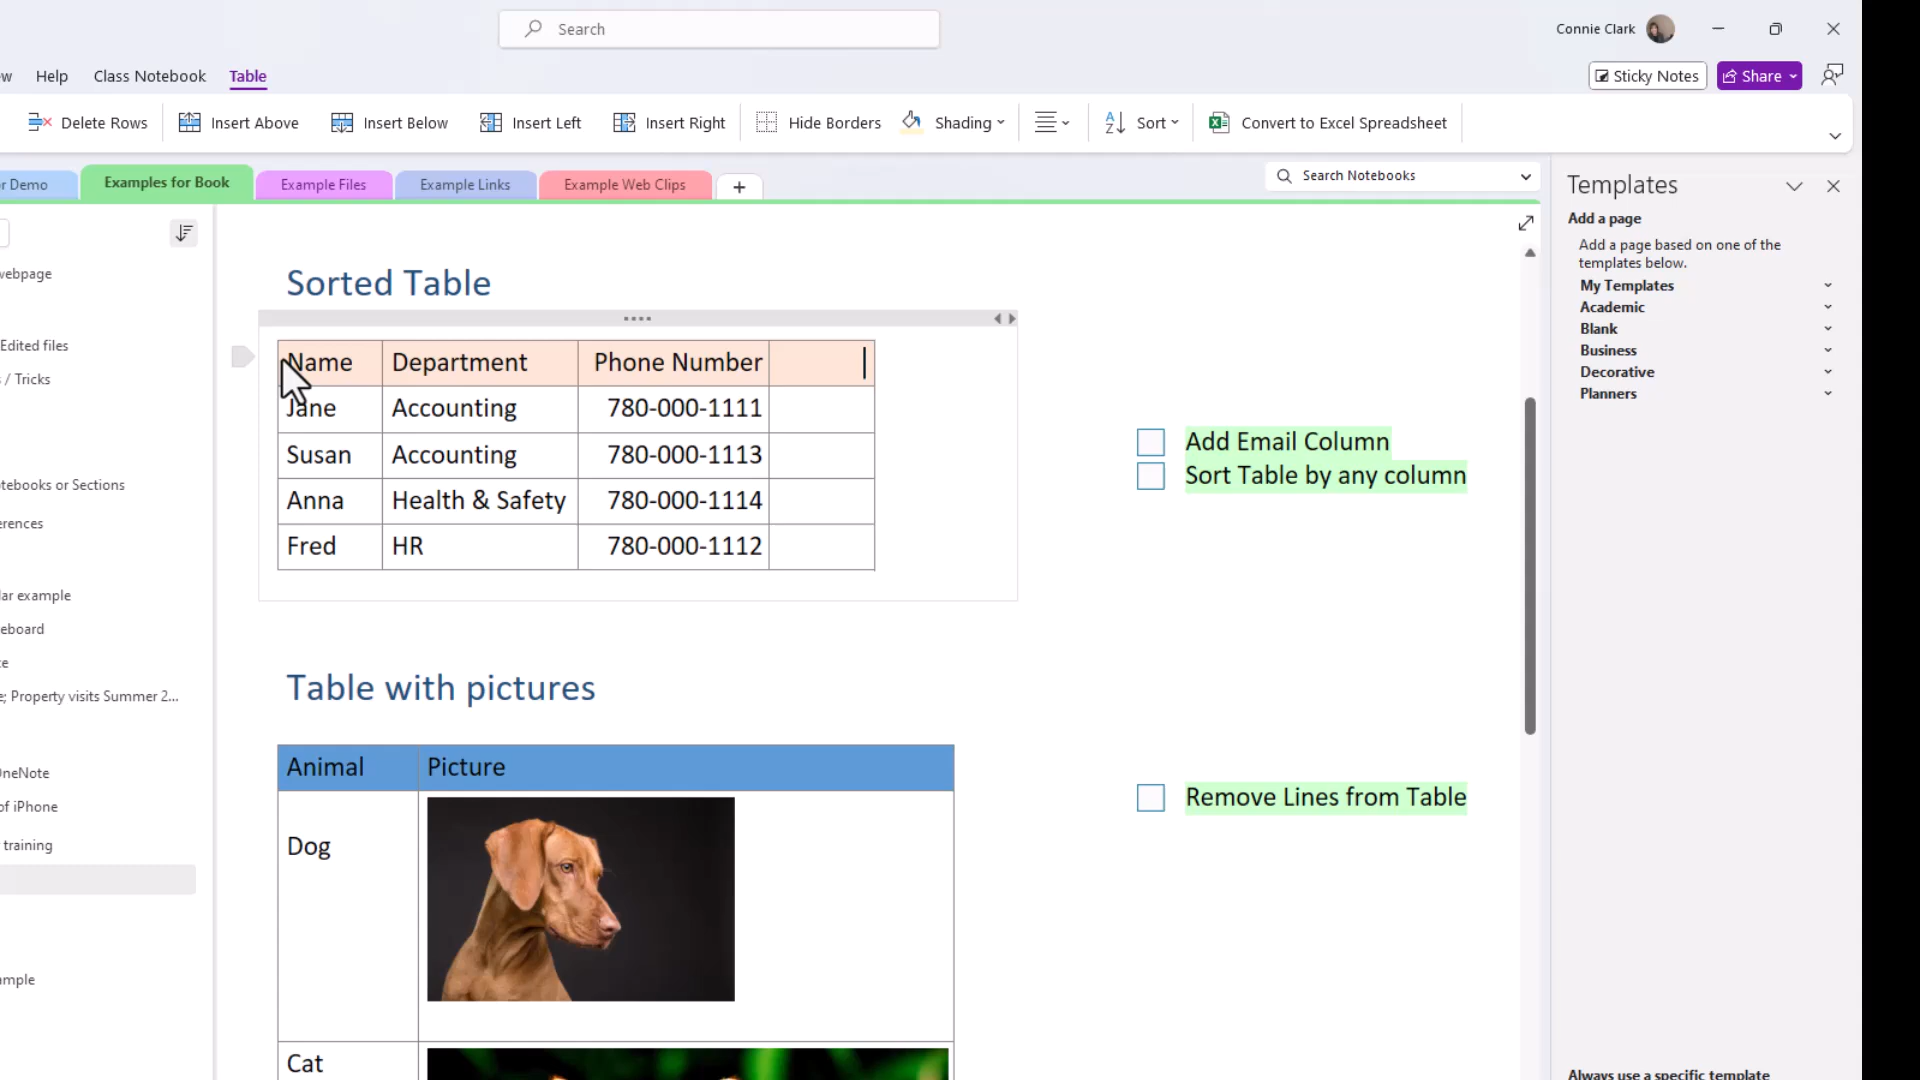 Search
Connie Clark
Help Class Notebook Table
Sticky Notes Share
Delete Rows Insert Above Insert Below Insert Left Insert Right Hide Borders Shading Sort Convert to Excel Spreadsheet
Demo Examples for Book Example Files Example Links Example Web Clips +
Search Notebooks
Templates
Add a page
Add a page based on one of the
templates below.
My Templates
Academic
Blank
Business
Decorative
Planners
Always use a specific template
webpage
Edited files
/ Tricks
Notebooks or Sections
example
Property visits Summer 2...
OneNote
of iPhone
training
Sorted Table
Name Department Phone Number
Jane Accounting 780-000-1111
Susan Accounting 780-000-1113
Anna Health & Safety 780-000-1114
Fred HR 780-000-1112
Add Email Column
Sort Table by any column
Table with pictures
Animal Picture
Dog
Cat
Remove Lines from Table